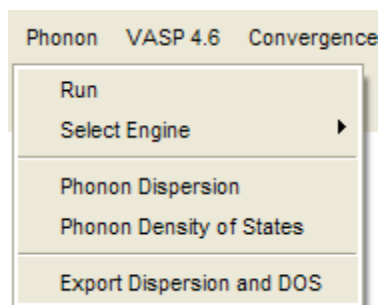 Phonon VASP 4.6 Convergence
Run
Select Engine
Phonon Dispersion
Phonon Density of States
Export Dispersion and DOS